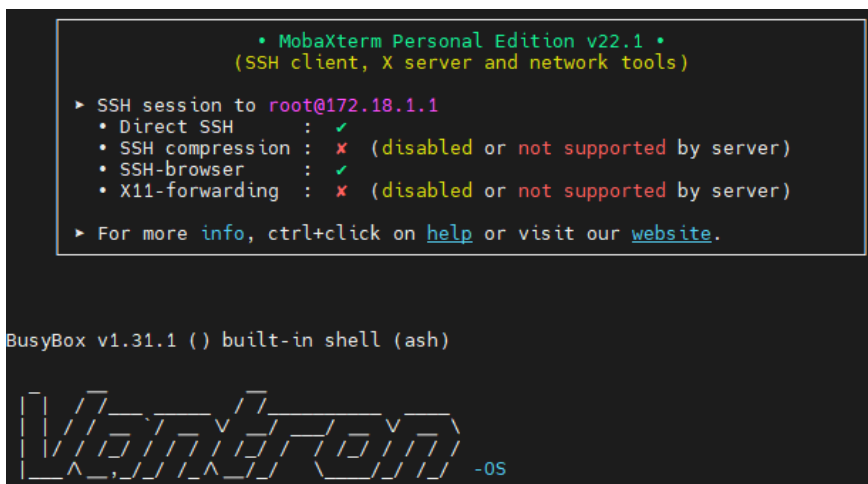 • MobaXterm Personal Edition v22.1 •
(SSH client, X server and network tools)
► SSH session to root@172.18.1.1
• Direct SSH : ✔
• SSH compression : ✘ (disabled or not supported by server)
• SSH-browser : ✔
• X11-forwarding : ✘ (disabled or not supported by server)
► For more info, ctrl+click on help or visit our website.
BusyBox v1.31.1 () built-in shell (ash)
Vantron -OS